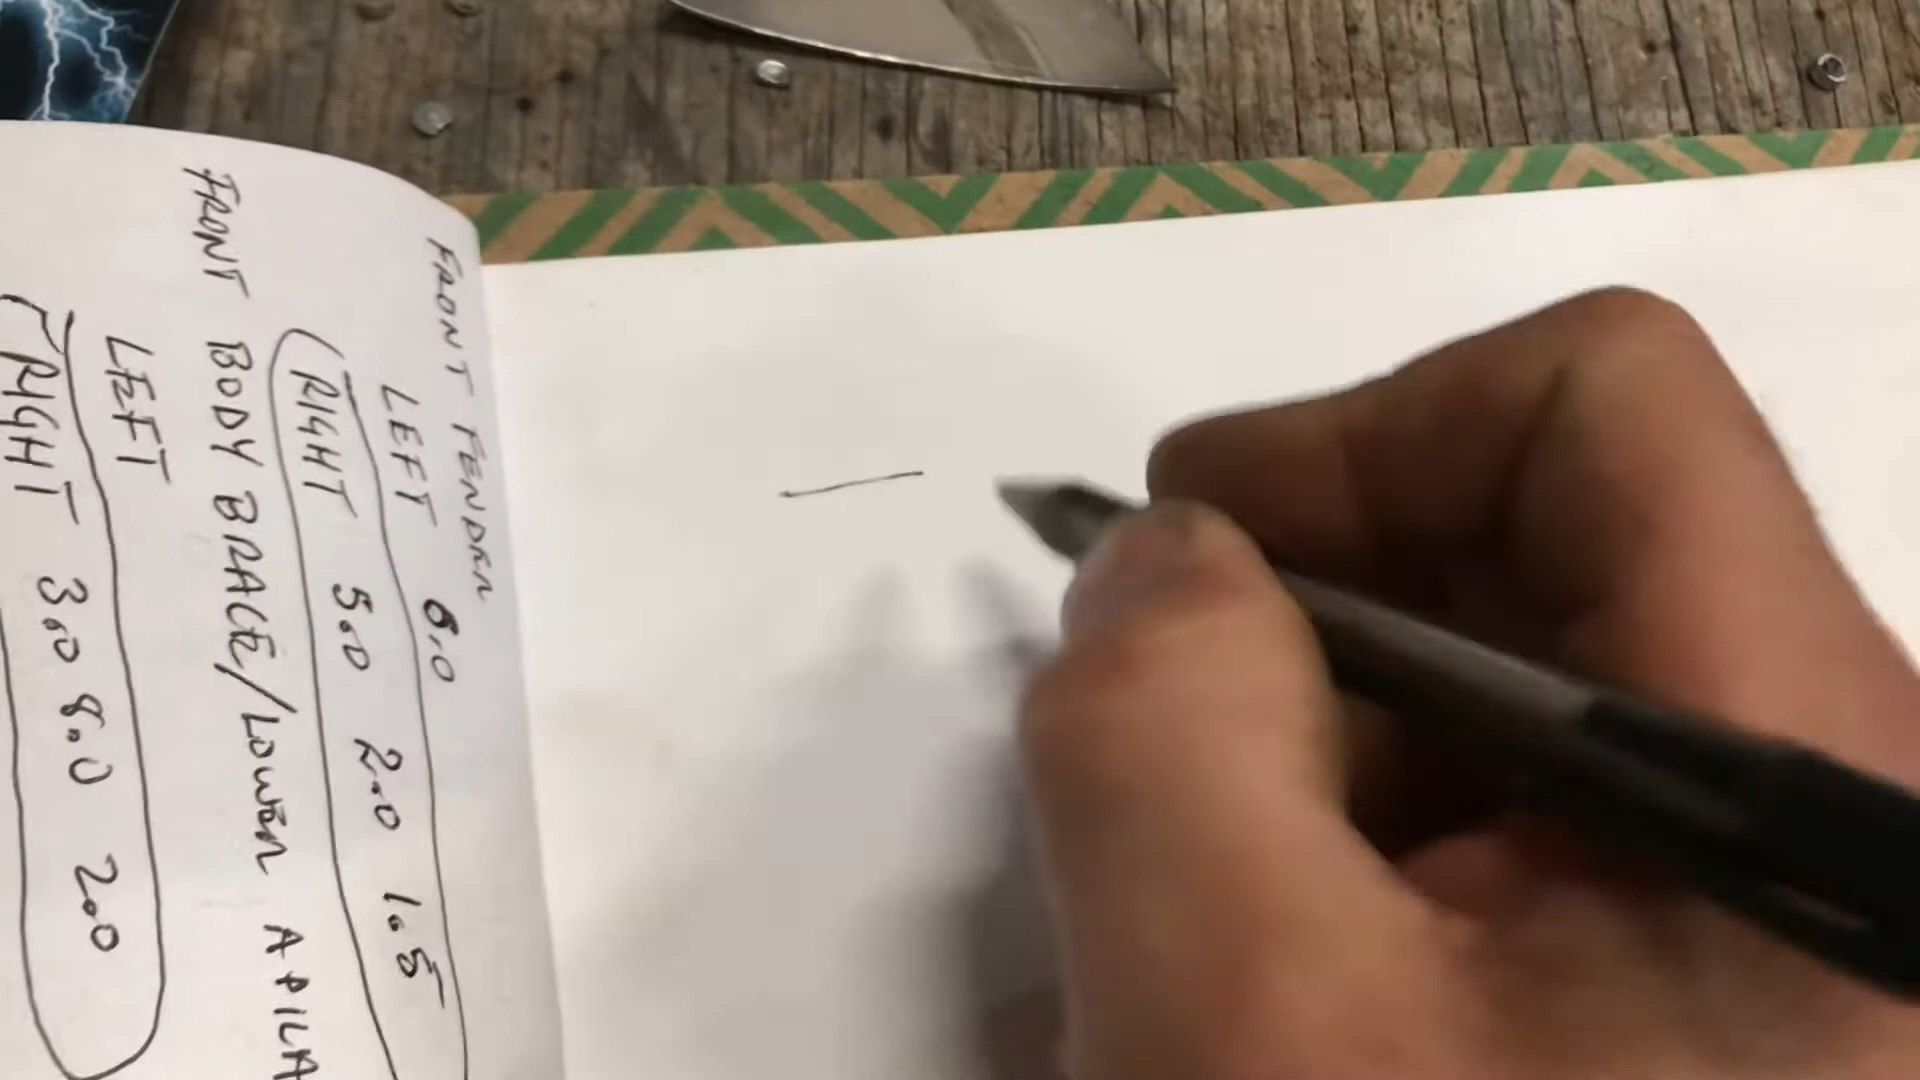 FRONT FENDER
LEFT 6.0
RIGHT 5.0 2.0 1.5
FRONT BODY BRACE/LOWER A PILA
LEFT
RIGHT 3.0 8.0 2.0